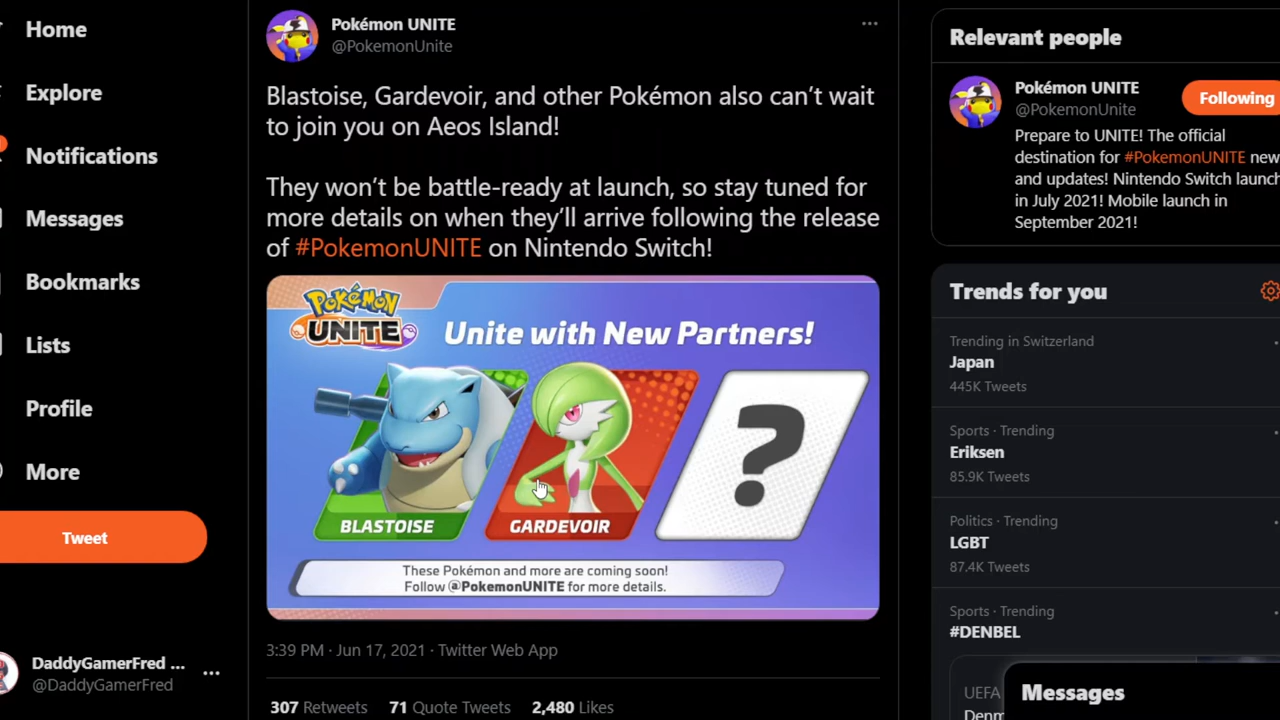 Home
Explore
Notifications
Messages
Bookmarks
Lists
Profile
More
Tweet
DaddyGamerFred ...
@DaddyGamerFred
Pokémon UNITE
@PokemonUnite
Blastoise, Gardevoir, and other Pokémon also can't wait
to join you on Aeos Island!
They won't be battle-ready at launch, so stay tuned for
more details on when they'll arrive following the release
of #PokemonUNITE on Nintendo Switch!
POKéMON
UNITE
Unite with New Partners!
BLASTOISE
GARDEVOIR
?
These Pokémon and more are coming soon!
Follow @PokemonUNITE for more details.
3:39 PM · Jun 17, 2021 · Twitter Web App
307 Retweets 71 Quote Tweets 2,480 Likes
Relevant people
Pokémon UNITE
@PokemonUnite
Following
Prepare to UNITE! The official
destination for #PokemonUNITE new
and updates! Nintendo Switch launch
in July 2021! Mobile launch in
September 2021!
Trends for you
Trending in Switzerland
Japan
445K Tweets
Sports · Trending
Eriksen
85.9K Tweets
Politics · Trending
LGBT
87.4K Tweets
Sports · Trending
#DENBEL
UEFA
Denm
Messages